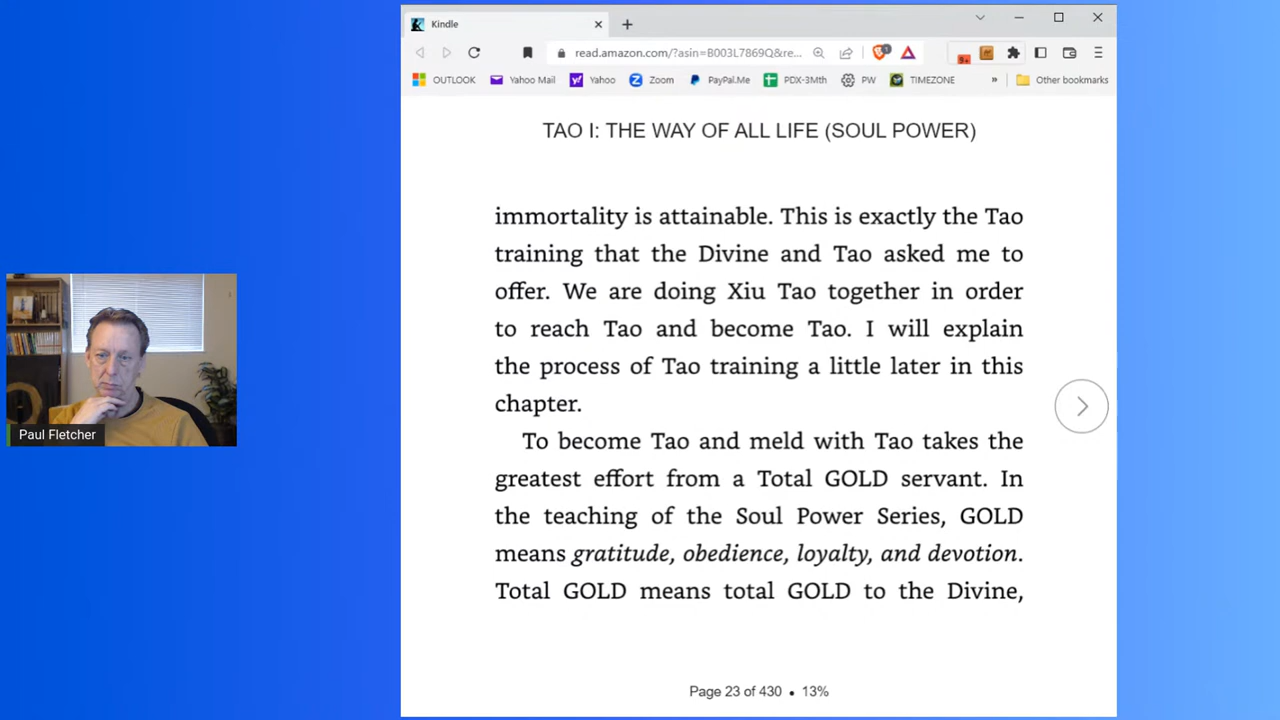 Kindle
read.amazon.com/?asin=B003L7869Q&re...
9+
1
OUTLOOK
Yahoo Mail
Yahoo
Zoom
PayPal.Me
PDX-3Mth
PW
TIMEZONE
»
Other bookmarks
TAO I: THE WAY OF ALL LIFE (SOUL POWER)
immortality is attainable. This is exactly the Tao
training that the Divine and Tao asked me to
offer. We are doing Xiu Tao together in order
to reach Tao and become Tao. I will explain
the process of Tao training a little later in this
chapter.
To become Tao and meld with Tao takes the
greatest effort from a Total GOLD servant. In
the teaching of the Soul Power Series, GOLD
means gratitude, obedience, loyalty, and devotion.
Total GOLD means total GOLD to the Divine,
Page 23 of 430 • 13%
Paul Fletcher